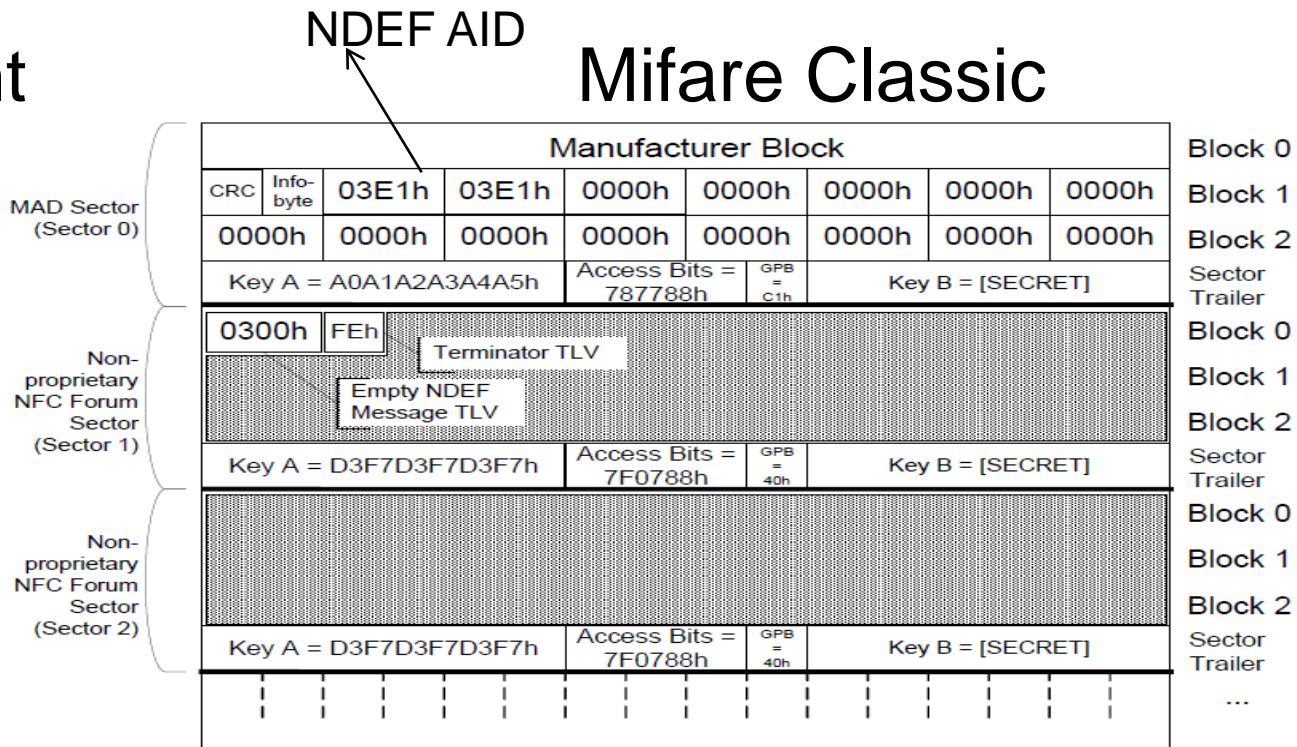 NDEF AID
nt
Mifare Classic
Manufacturer Block
Block 0
MAD Sector
(Sector 0)
CRC
Info-
byte
03E1h 03E1h 0000h 0000h 0000h 0000h 0000h
Block 1
0000h 0000h 0000h 0000h 0000h 0000h 0000h 0000h
Block 2
Key A = A0A1A2A3A4A5h
Access Bits =
787788h
GPB
=
C1h
Key B = [SECRET]
Sector
Trailer
Non-
proprietary
NFC Forum
Sector
(Sector 1)
0300h FEh
Terminator TLV
Empty NDEF
Message TLV
Block 0
Block 1
Block 2
Key A = D3F7D3F7D3F7h
Access Bits =
7F0788h
GPB
=
40h
Key B = [SECRET]
Sector
Trailer
Non-
proprietary
NFC Forum
Sector
(Sector 2)
Block 0
Block 1
Block 2
Key A = D3F7D3F7D3F7h
Access Bits =
7F0788h
GPB
=
40h
Key B = [SECRET]
Sector
Trailer
...